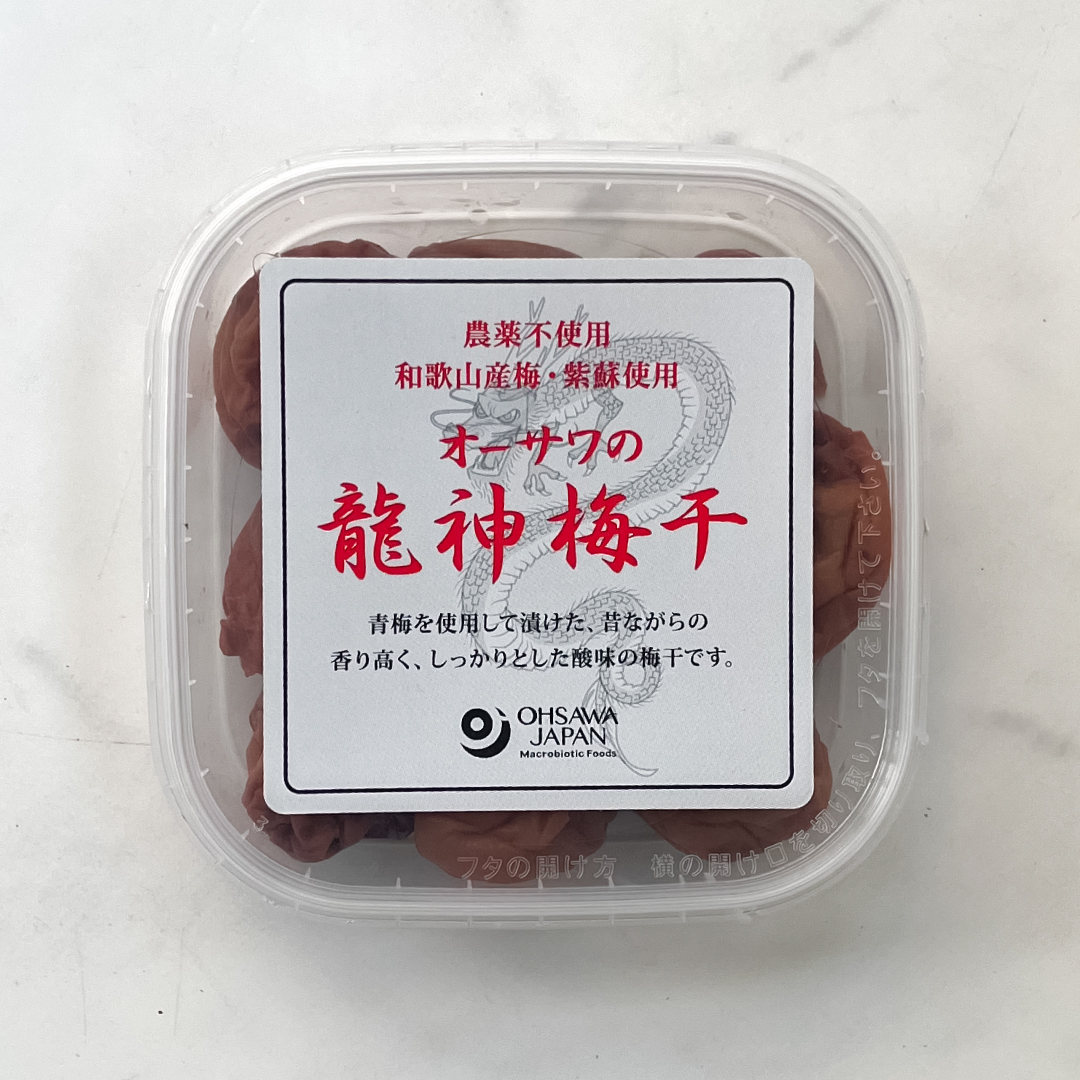 農薬不使用
和歌山産梅・紫蘇使用
オーサワの
龍神梅干
青梅を使用して漬けた、昔ながらの
香り高く、しっかりとした酸味の梅干です。
OHSAWA
JAPAN
Macrobiotic Foods
フタの開け方 横の開け口を切り取り、フタを開けて下さい。